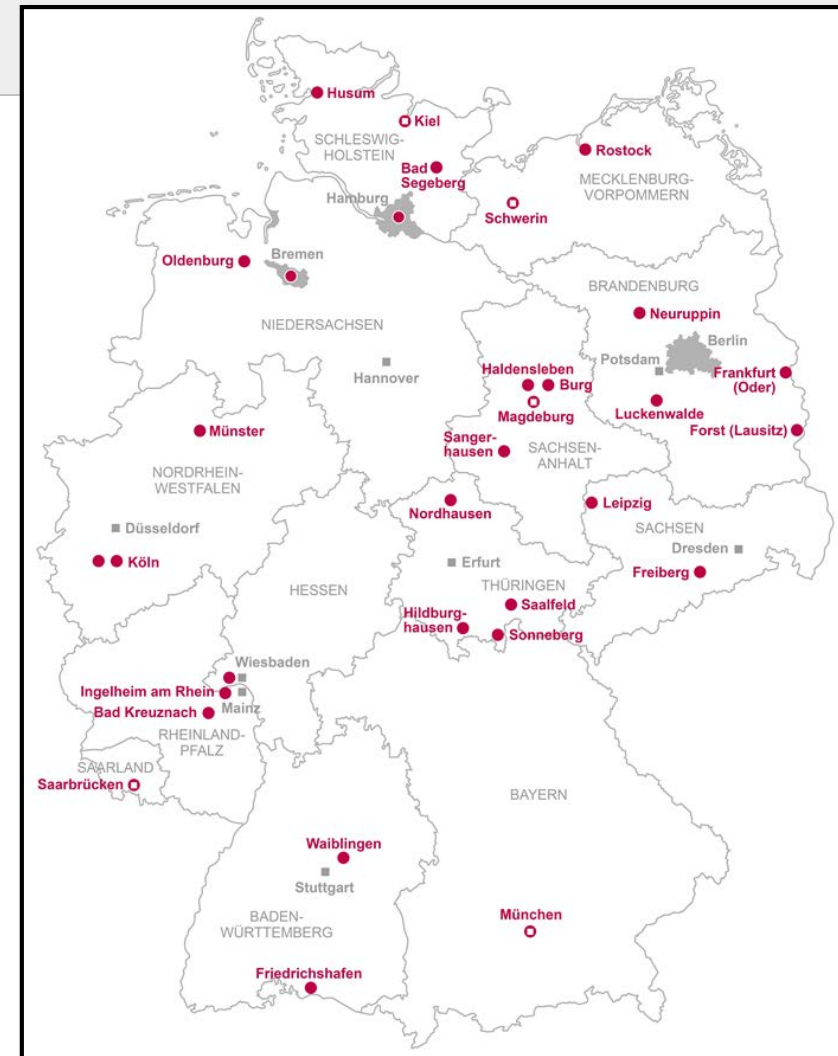 Husum
Kiel
SCHLESWIG-
HOLSTEIN
Rostock
Bad
Segeberg
MECKLENBURG-
VORPOMMERN
Hamburg
Schwerin
Oldenburg
Bremen
BRANDENBURG
Neuruppin
NIEDERSACHSEN
Berlin
Potsdam
Hannover
Haldensleben
Burg
Frankfurt
(Oder)
Magdeburg
Luckenwalde
Münster
Forst (Lausitz)
Sanger-
hausen
SACHSEN-
ANHALT
NORDRHEIN-
WESTFALEN
Nordhausen
Leipzig
Düsseldorf
SACHSEN
Dresden
Köln
Erfurt
Freiberg
HESSEN
THÜRINGEN
Saalfeld
Hildburg-
hausen
Sonneberg
Wiesbaden
Ingelheim am Rhein
Mainz
Bad Kreuznach
RHEINLAND-
PFALZ
SAARLAND
Saarbrücken
BAYERN
Waiblingen
Stuttgart
München
BADEN-
WÜRTTEMBERG
Friedrichshafen